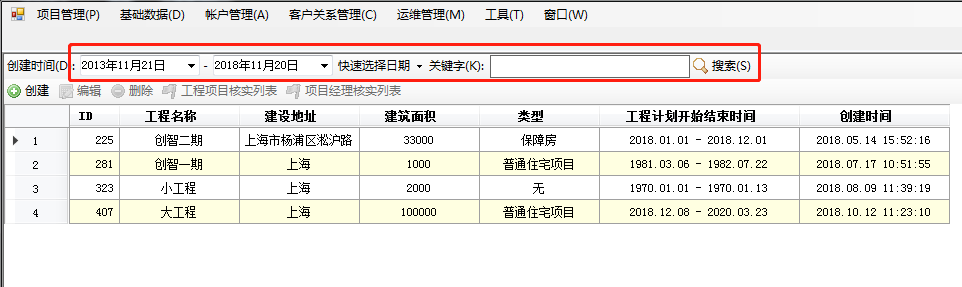 项目管理(P) 基础数据(D) 帐户管理(A) 客户关系管理(C) 运维管理(M) 工具(T) 窗口(W)
创建时间(D): 2013年11月21日 - 2018年11月20日 快速选择日期 关键字(K): 搜索(S)
创建 编辑 删除 工程项目核实列表 项目经理核实列表
ID 工程名称 建设地址 建筑面积 类型 工程计划开始结束时间 创建时间
1 225 创智二期 上海市杨浦区淞沪路 33000 保障房 2018.01.01 - 2018.12.01 2018.05.14 15:52:16
2 281 创智一期 上海 1000 普通住宅项目 1981.03.06 - 1982.07.22 2018.07.17 10:51:55
3 323 小工程 上海 2000 无 1970.01.01 - 1970.01.13 2018.08.09 11:39:19
4 407 大工程 上海 100000 普通住宅项目 2018.12.08 - 2020.03.23 2018.10.12 11:23:10